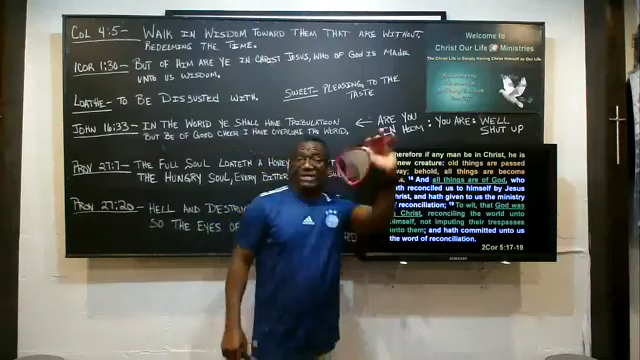 COL 4:5- WALK IN WISDOM TOWARD THEM THAT ARE WITHOUT,
REDEEMING THE TIME.
1COR 1:30- BUT OF HIM ARE YE IN CHRIST JESUS, WHO OF GOD IS MADE
UNTO US WISDOM.
LOATHE- TO BE DISGUSTED WITH. SWEET- PLEASING TO THE
TASTE
JOHN 16:33- IN THE WORLD YE SHALL HAVE TRIBULATION
BUT BE OF GOOD CHEER I HAVE OVERCOME THE WORLD.
← ARE YOU
IN HCOM : YOU ARE : WELL
SHUT UP
PROV 27:7- THE FULL SOUL LOATETH A HONEY
THE HUNGRY SOUL, EVERY BITTER
PROV 27:20- HELL AND DESTRUC
SO THE EYES OF
Welcome to
Christ Our Life Ministries
The Christ Life is Simply Having Christ Himself as Our Life
herefore if any man be in Christ, he is
new creature: old things are passed
way; behold, all things are become
18 And all things are of God, who
ath reconciled us to himself by Jesus
hrist, and hath given to us the ministry
reconciliation; 19 To wit, that God was
Christ, reconciling the world unto
imself, not imputing their trespasses
unto them; and hath committed unto us
he word of reconciliation.
2Cor 5:17-19
SAMSUNG
adidas